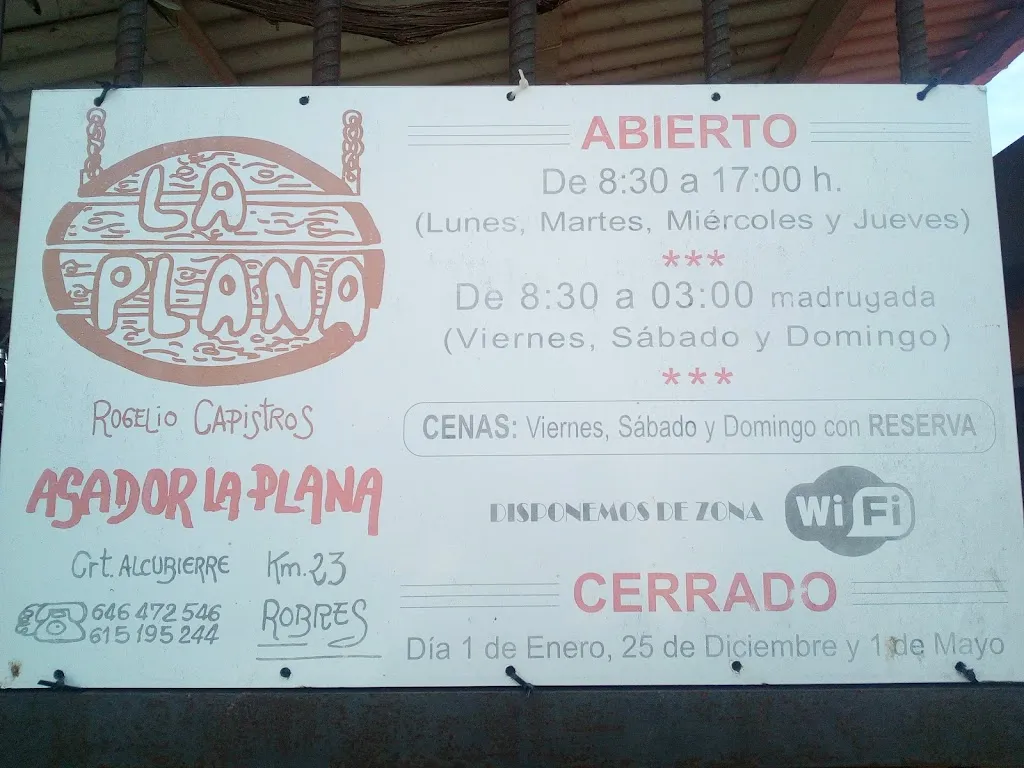 LA
PLANA
ROGELIO CAPISTROS
ASADOR LA PLANA
Crt. ALCUBIERRE Km. 23
646 472 546
615 195 244
ROBRES
ABIERTO
De 8:30 a 17:00 h.
(Lunes, Martes, Miércoles y Jueves)
***
De 8:30 a 03:00 madrugada
(Viernes, Sábado y Domingo)
***
CENAS: Viernes, Sábado y Domingo con RESERVA
DISPONEMOS DE ZONA Wi Fi
CERRADO
Día 1 de Enero, 25 de Diciembre y 1 de Mayo